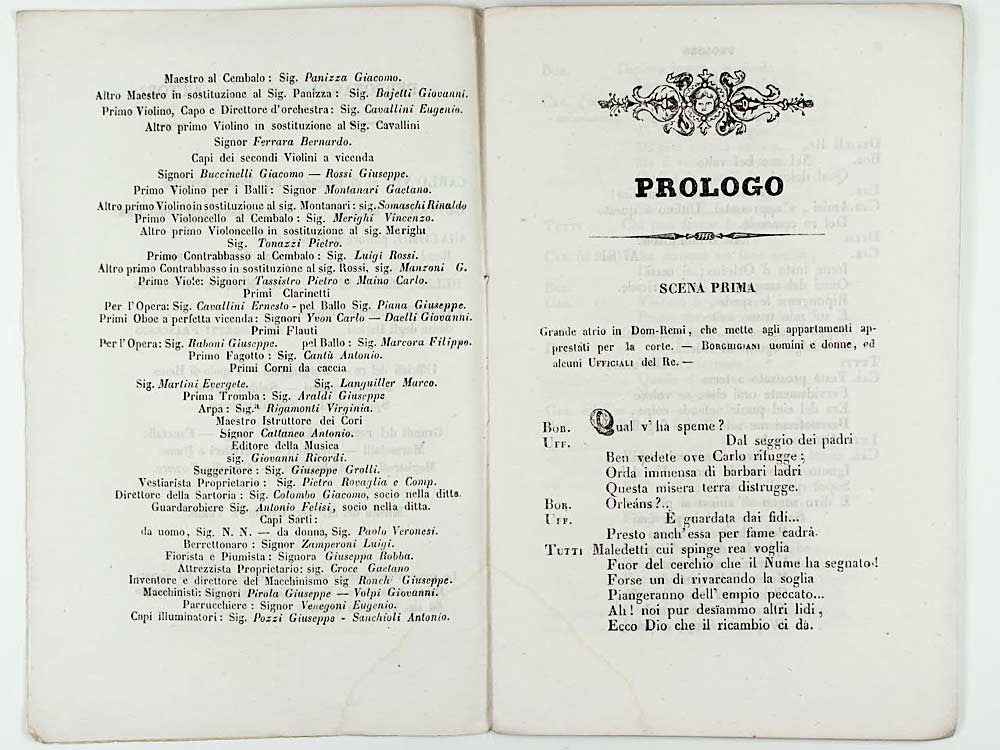 Maestro al Cembalo: Sig. Panizza Giacomo.
Altro Maestro in sostituzione al Sig. Panizza: Sig. Bajetti Giovanni.
Primo Violino, Capo e Direttore d'orchestra: Sig. Cavallini Eugenio.
Altro primo Violino in sostituzione al Sig. Cavallini
Signor Ferrara Bernardo.
Capi dei secondi Violini a vicenda
Signori Buccinelli Giacomo — Rossi Giuseppe.
Primo Violino per i Balli: Signor Montanari Gaetano.
Altro primo Violino in sostituzione al sig. Montanari: sig. Somaschi Rinaldo
Primo Violoncello al Cembalo: Sig. Merighi Vincenzo.
Altro primo Violoncello in sostituzione al sig. Merighi
Sig. Tonazzi Pietro.
Primo Contrabbasso al Cembalo: Sig. Luigi Rossi.
Altro primo Contrabbasso in sostituzione al sig. Rossi, sig. Manzoni G.
Prime Viole: Signori Tassistro Pietro e Maino Carlo.
Primi Clarinetti
Per l'Opera: Sig. Cavallini Ernesto - pel Ballo Sig. Piana Giuseppe.
Primi Oboe a perfetta vicenda: Signori Yvon Carlo — Daelli Giovanni.
Primi Flauti
Per l'Opera: Sig. Raboni Giuseppe. pel Ballo: Sig. Marcora Filippo.
Primo Fagotto: Sig. Cantù Antonio.
Primi Corni da caccia
Sig. Martini Evergete. Sig. Languiller Marco.
Prima Tromba: Sig. Araldi Giuseppe
Arpa: Sig.a Rigamonti Virginia.
Maestro Istruttore dei Cori
Signor Cattaneo Antonio.
Editore della Musica
sig. Giovanni Ricordi.
Suggeritore: Sig. Giuseppe Grolli.
Vestiarista Proprietario: Sig. Pietro Rovaglia e Comp.
Direttore della Sartoria: Sig. Colombo Giacomo, socio nella ditta.
Guardarobiere Sig. Antonio Felisi, socio nella ditta.
Capi Sarti:
da uomo, Sig. N. N. — da donna, Sig. Paolo Veronesi.
Berrettonaro: Signor Zamperoni Luigi.
Fiorista e Piumista: Signora Giuseppa Robba.
Attrezzista Proprietario: sig. Croce Gaetano
Inventore e direttore del Macchinismo sig Ronchi Giuseppe.
Macchinisti: Signori Pirola Giuseppe — Volpi Giovanni.
Parrucchiere: Signor Venegoni Eugenio.
Capi illuminatori: Sig. Pozzi Giuseppe - Sanchioli Antonio.
PROLOGO
SCENA PRIMA
Grande atrio in Dom-Remi, che mette agli appartamenti ap-
prestati per la corte. — BORGHIGIANI uomini e donne, ed
alcuni UFFICIALI del Re. —
BOR. Qual v'ha speme?
UFF. Dal seggio dei padri
Ben vedete ove Carlo rifugge;
Orda immensa di barbari ladri
Questa misera terra distrugge.
BOR. Orleáns?..
UFF. È guardata dai fidi...
Presto anch'essa per fame cadrà.
TUTTI Maledetti cui spinge rea voglia
Fuor del cerchio che il Nume ha segnato!
Forse un dì rivarcando la soglia
Piangeranno dell'empio peccato...
Ah! noi pur desïammo altri lidi,
Ecco Dio che il ricambio ci dà.